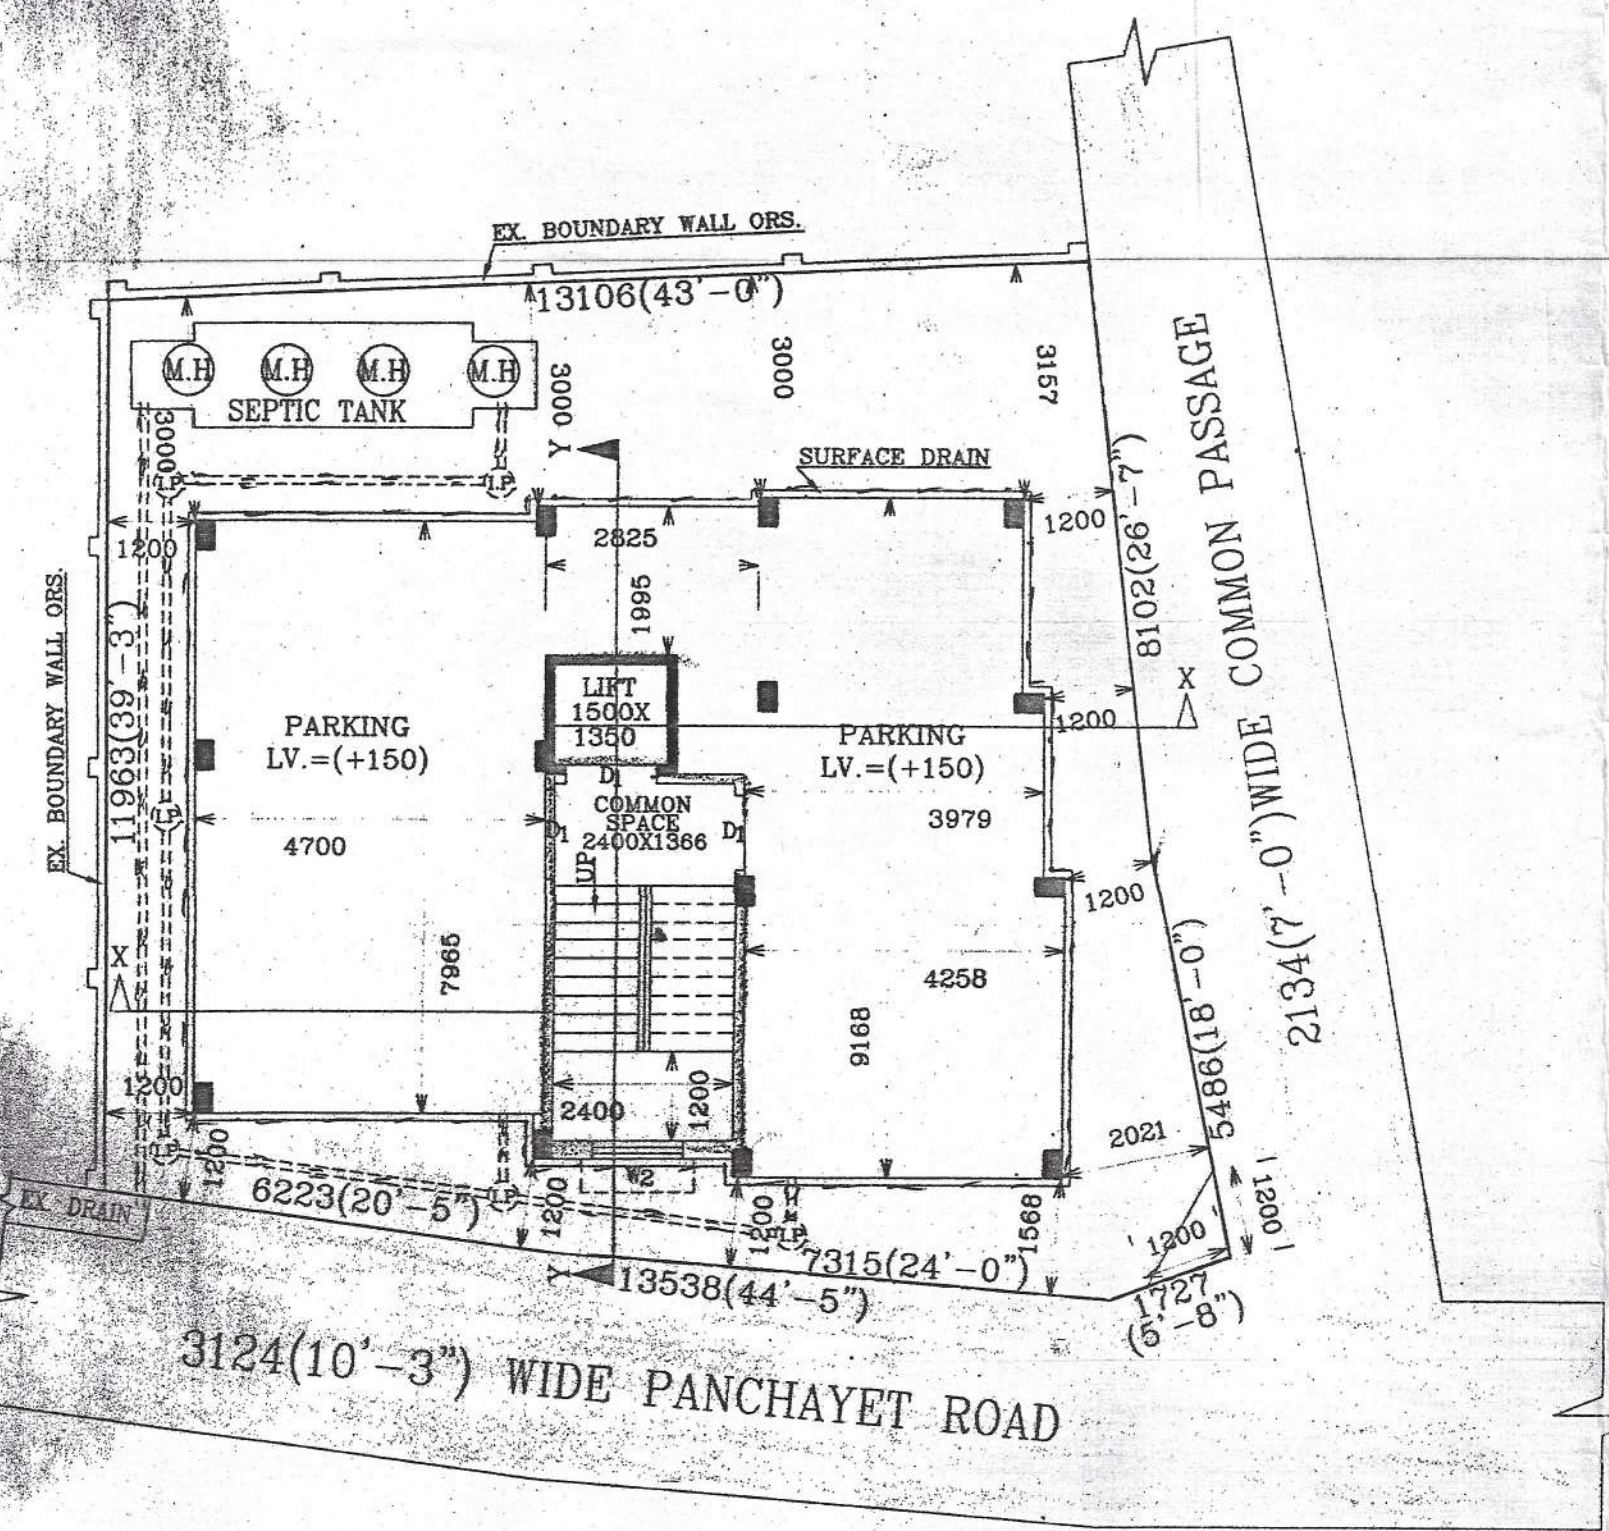 EX. BOUNDARY WALL ORS.
13106(43'-0")
M.H
M.H
M.H
M.H
SEPTIC TANK
3000
3000
3000
3157
Y
SURFACE DRAIN
I.P
I.P
1200
2825
1995
1200
8102(26'-7")
2134(7'-0")WIDE COMMON PASSAGE
EX. BOUNDARY WALL ORS.
11963(39'-3")
LIFT
1500X
1350
X
1200
PARKING
LV.=(+150)
PARKING
LV.=(+150)
D1
COMMON
SPACE
2400X1366
D1
D1
3979
I.P
4700
UP
1200
X
7965
4258
9168
5486(18'-0")
1200
2400
1200
2021
I.P
1200
6223(20'-5")
I.P
1200
W2
1200
I.P
1568
1200
1200
EX. DRAIN
7315(24'-0")
Y
13538(44'-5")
1727
(5'-8")
3124(10'-3") WIDE PANCHAYET ROAD